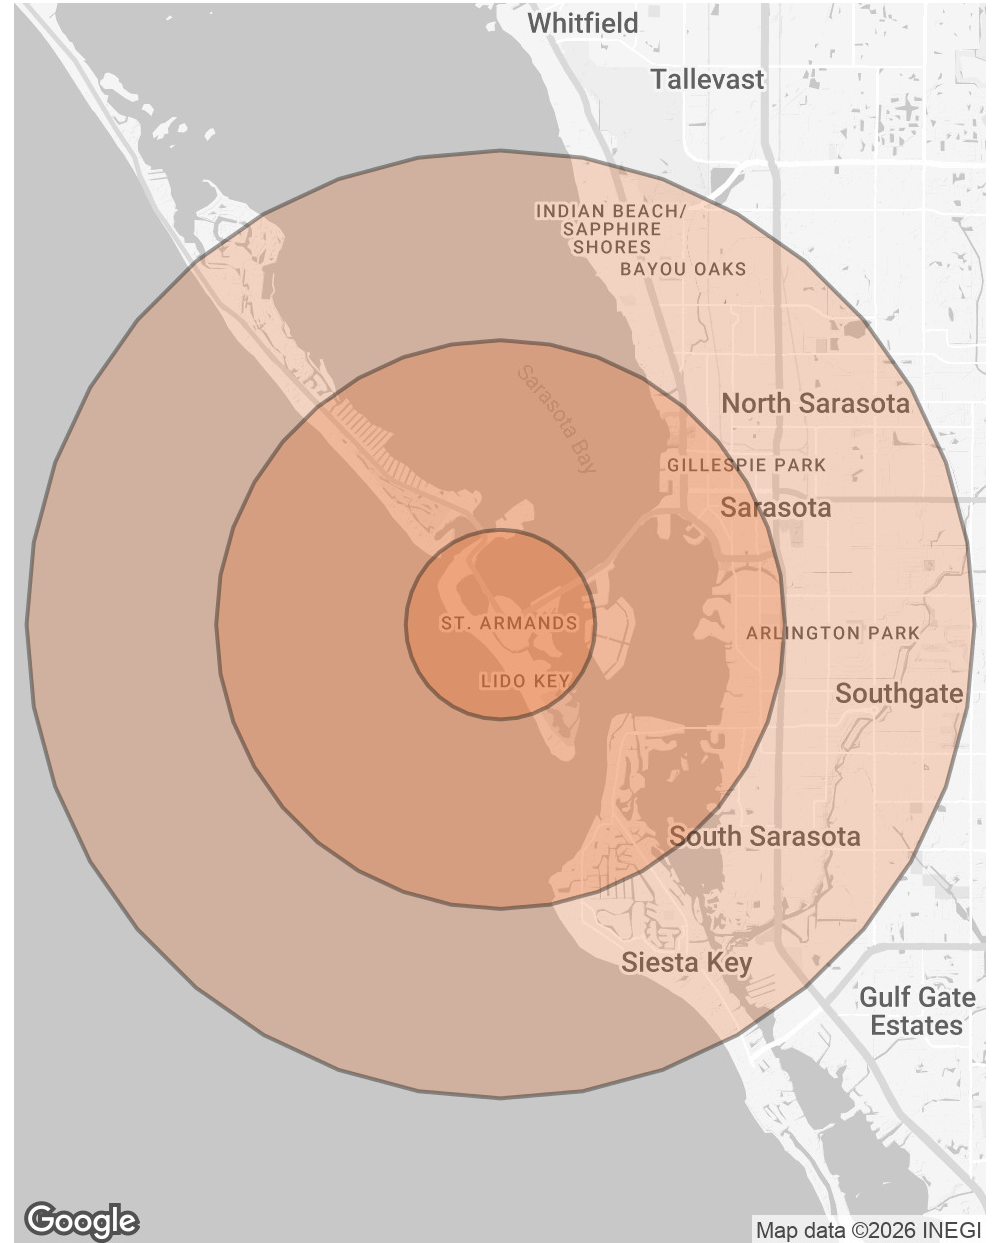 Whitfield
Tallevast
INDIAN BEACH/
SAPPHIRE
SHORES
BAYOU OAKS
Sarasota Bay
North Sarasota
GILLESPIE PARK
Sarasota
ST. ARMANDS
ARLINGTON PARK
LIDO KEY
Southgate
South Sarasota
Siesta Key
Gulf Gate
Estates
Google
Map data ©2026 INEGI